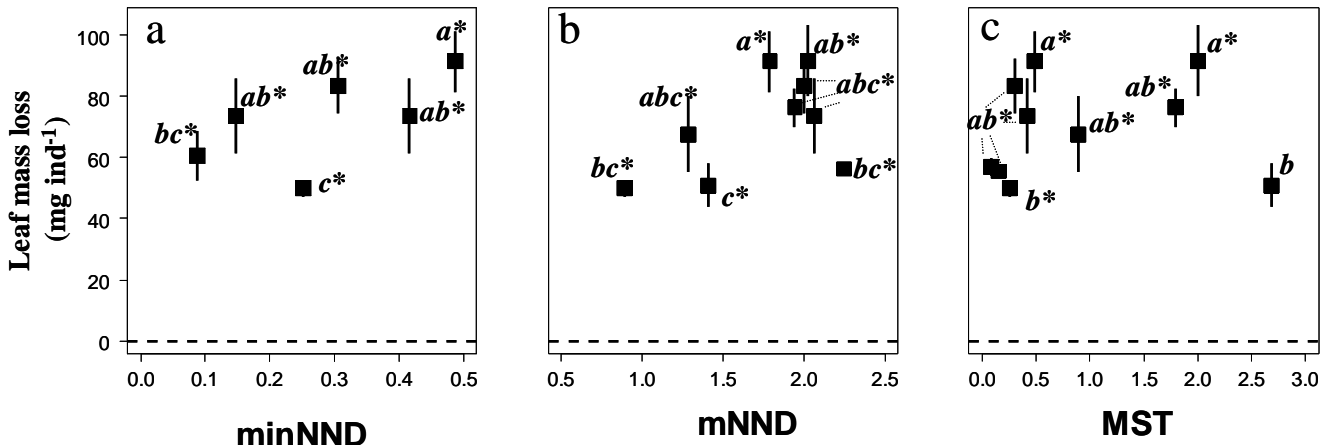 Leaf mass loss
(mg ind-1)
100
80
60
40
20
0
a
bc*
ab*
c*
ab*
ab*
a*
0.0 0.1 0.2 0.3 0.4 0.5
minNND
b
bc*
abc*
c*
a*
ab*
abc*
bc*
0.5 1.0 1.5 2.0 2.5
mNND
c
a*
ab*
b*
ab*
ab*
a*
b
0.0 0.5 1.0 1.5 2.0 2.5 3.0
MST